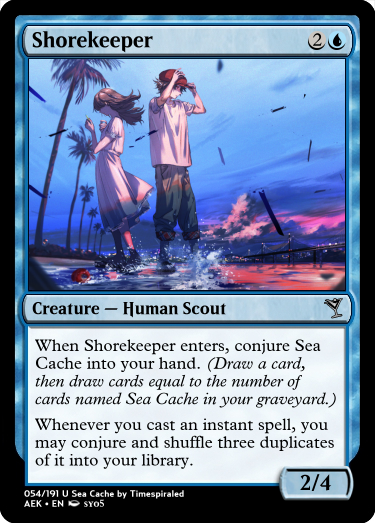 Shorekeeper 2
Creature — Human Scout
When Shorekeeper enters, conjure Sea
Cache into your hand. (Draw a card,
then draw cards equal to the number of
cards named Sea Cache in your graveyard.)
Whenever you cast an instant spell, you
may conjure and shuffle three duplicates
of it into your library.
2/4
054/191 U Sea Cache by Timespiraled
AEK • EN SYO5